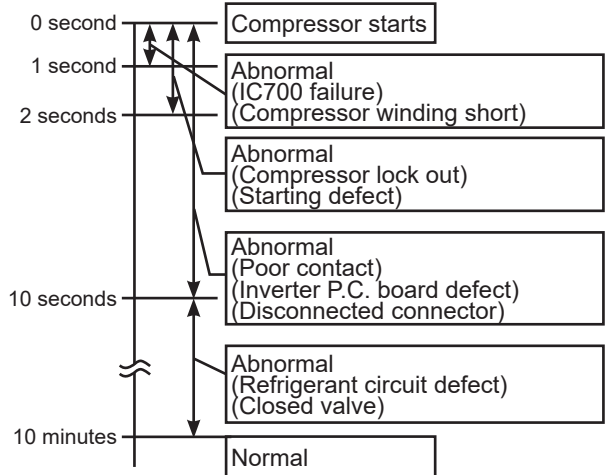 0 second
Compressor starts
1 second
Abnormal
(IC700 failure)
(Compressor winding short)
2 seconds
Abnormal
(Compressor lock out)
(Starting defect)
Abnormal
(Poor contact)
(Inverter P.C. board defect)
(Disconnected connector)
10 seconds
Abnormal
(Refrigerant circuit defect)
(Closed valve)
10 minutes
Normal